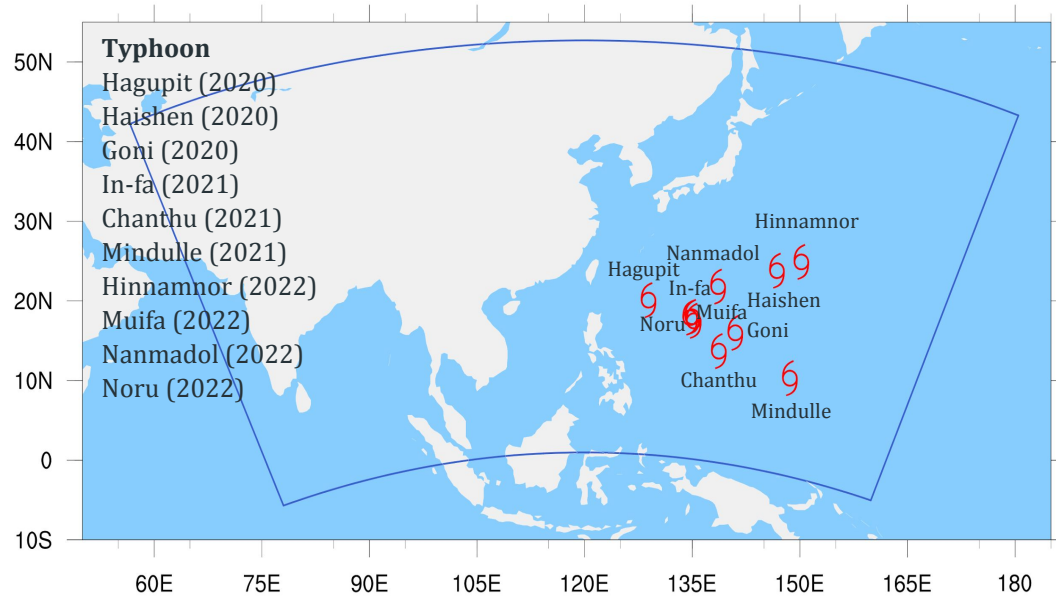 Typhoon
Hagupit (2020)
Haishen (2020)
Goni (2020)
In-fa (2021)
Chanthu (2021)
Mindulle (2021)
Hinnamnor (2022)
Muifa (2022)
Nanmadol (2022)
Noru (2022)
50N
40N
30N
20N
10N
0
10S
Hinnamnor
Nanmadol
Hagupit
In-fa
Haishen
Muifa
Noru
Goni
Chanthu
Mindulle
60E 75E 90E 105E 120E 135E 150E 165E 180